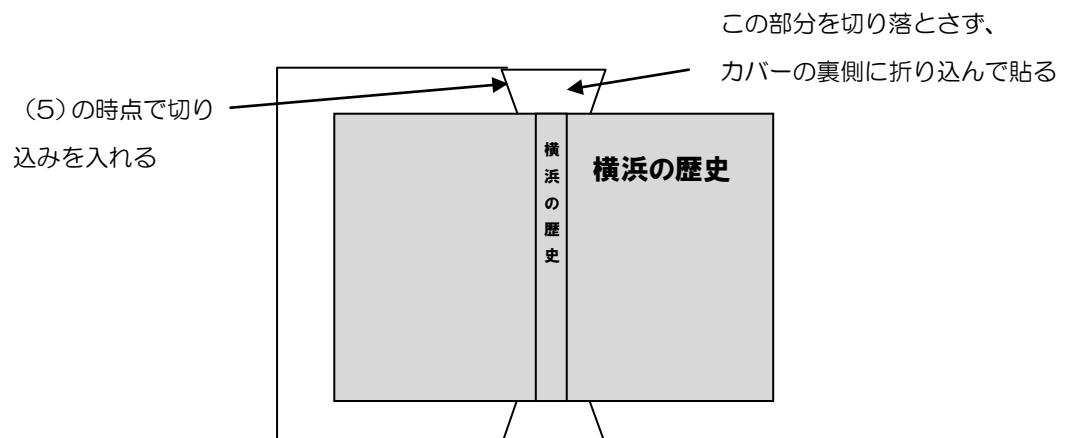 この部分を切り落とさず、
カバーの裏側に折り込んで貼る
（5）の時点で切り
込みを入れる
横浜の歴史
横浜の歴史